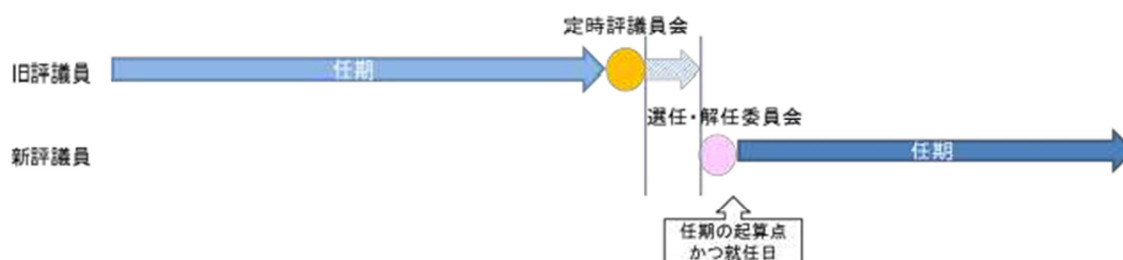 定時評議員会
旧評議員
任期
選任・解任委員会
新評議員
任期
任期の起算点
かつ就任日